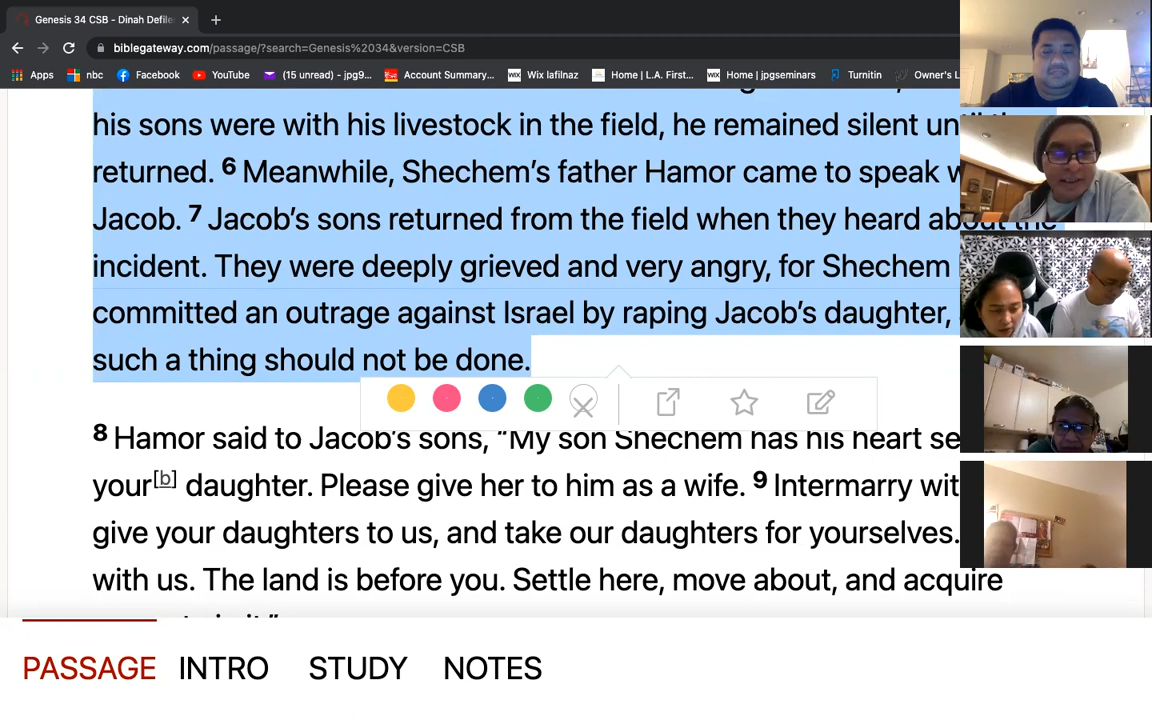 Genesis 34 CSB - Dinah Defile
biblegateway.com/passage/?search=Genesis%2034&version=CSB
Apps nbc Facebook YouTube (15 unread) - jpg9... Account Summary... Wix lafilnaz Home | L.A. First... Home | jpgseminars Turnitin Owner's L
his sons were with his livestock in the field, he remained silent
returned. 6 Meanwhile, Shechem's father Hamor came to speak
Jacob. 7 Jacob's sons returned from the field when they heard about the
incident. They were deeply grieved and very angry, for Shechem
committed an outrage against Israel by raping Jacob's daughter,
such a thing should not be done.
8 Hamor said to Jacob's sons, "My son Shechem has his heart
your[b] daughter. Please give her to him as a wife. 9 Intermarry
give your daughters to us, and take our daughters for yourselves.
with us. The land is before you. Settle here, move about, and acquire
PASSAGE INTRO STUDY NOTES